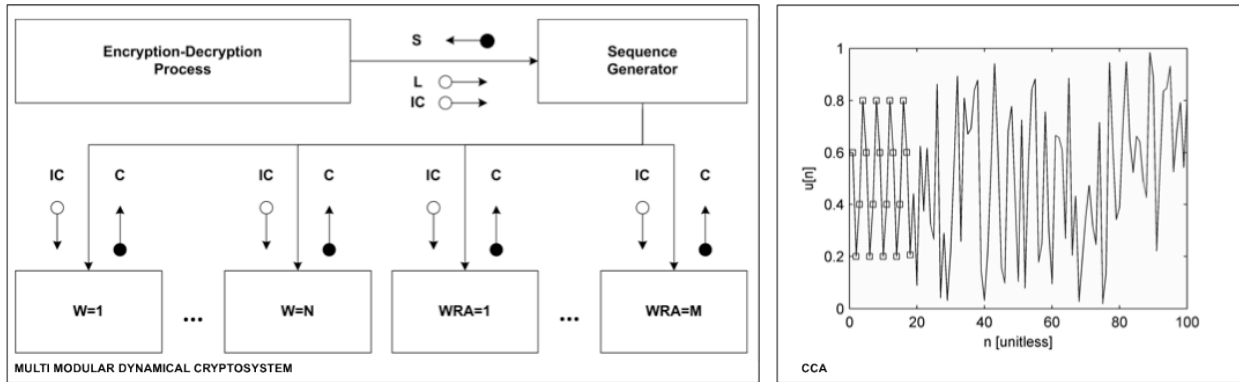 Encryption-Decryption
Process
S
L
IC
Sequence
Generator
IC
C
IC
C
IC
C
IC
C
W=1
...
W=N
WRA=1
...
WRA=M
MULTI MODULAR DYNAMICAL CRYPTOSYSTEM
1
0.8
0.6
0.4
0.2
0
u[n]
0
20
40
60
80
100
n [unitless]
CCA